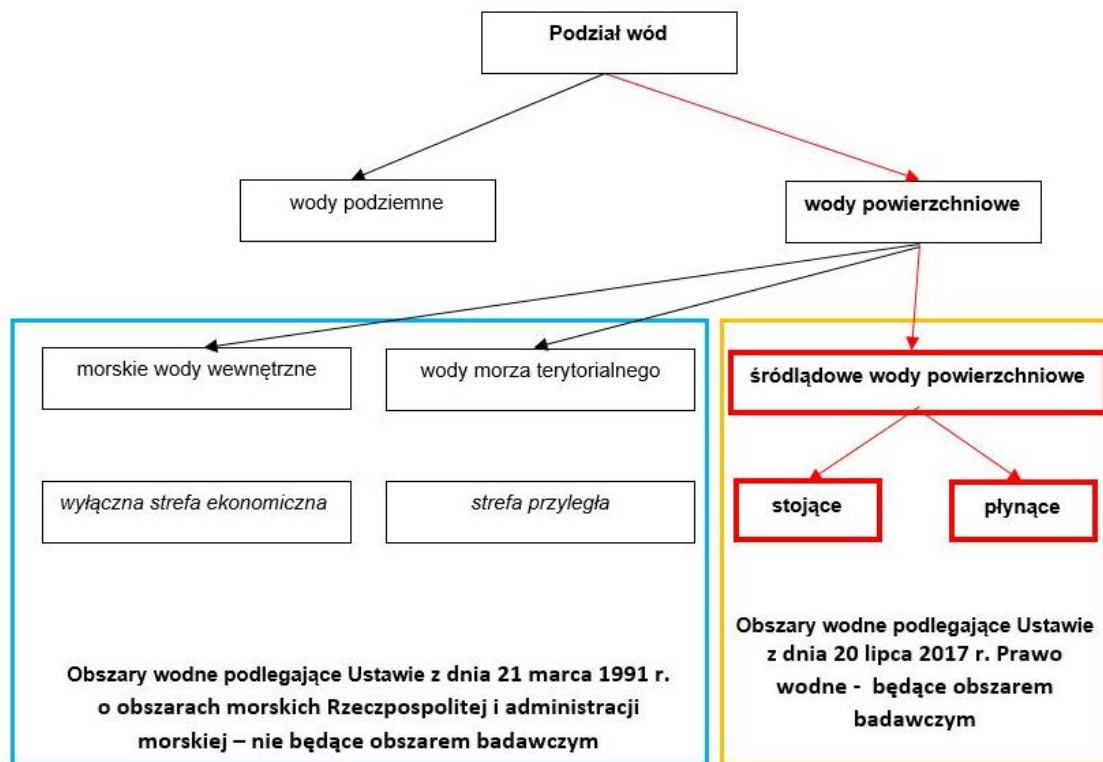 Podział wód
wody podziemne
wody powierzchniowe
morskie wody wewnętrzne
wody morza terytorialnego
śródlądowe wody powierzchniowe
wyłączna strefa ekonomiczna
strefa przyległa
stojące
płynące
Obszary wodne podlegające Ustawie z dnia 21 marca 1991 r.
o obszarach morskich Rzeczpospolitej i administracji
morskiej – nie będące obszarem badawczym
Obszary wodne podlegające Ustawie
z dnia 20 lipca 2017 r. Prawo
wodne - będące obszarem
badawczym